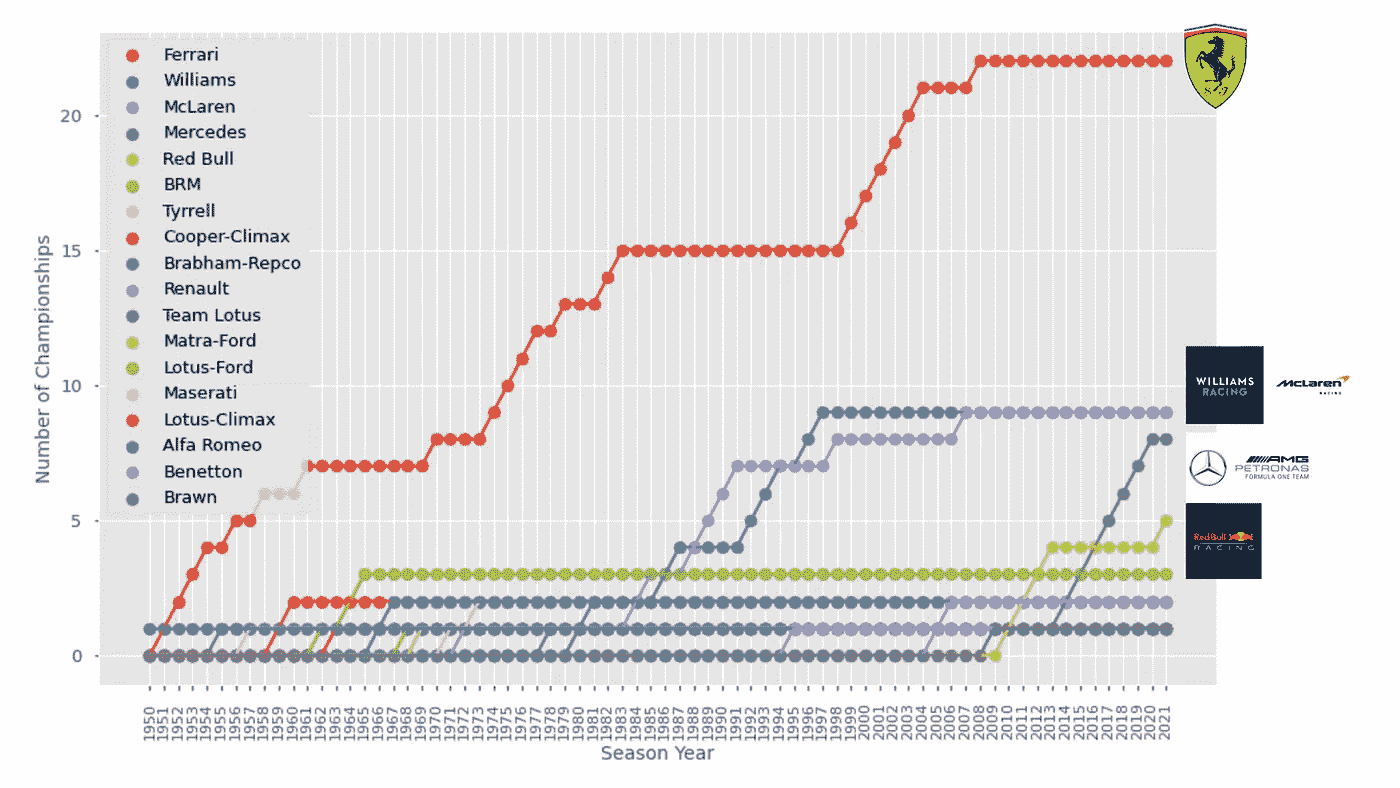 Ferrari
Williams
McLaren
Mercedes
Red Bull
BRM
Tyrrell
Cooper-Climax
Brabham-Repco
Renault
Team Lotus
Matra-Ford
Lotus-Ford
Maserati
Lotus-Climax
Alfa Romeo
Benetton
Brawn
Number of Championships
20
15
10
5
0
1950 1951 1952 1953 1954 1955 1956 1957 1958 1959 1960 1961 1962 1963 1964 1965 1966 1967 1968 1969 1970 1971 1972 1973 1974 1975 1976 1977 1978 1979 1980 1981 1982 1983 1984 1985 1986 1987 1988 1989 1990 1991 1992 1993 1994 1995 1996 1997 1998 1999 2000 2001 2002 2003 2004 2005 2006 2007 2008 2009 2010 2011 2012 2013 2014 2015 2016 2017 2018 2019 2020 2021
Season Year
WILLIAMS
RACING
McLaren
RACING
AMG
PETRONAS
FORMULA ONE TEAM
Red Bull
RACING